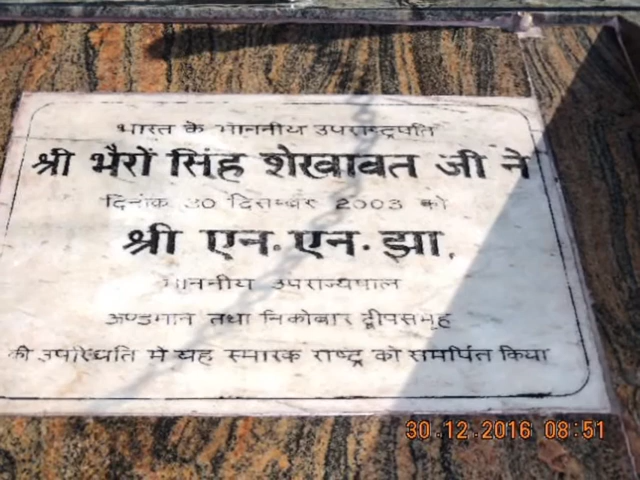 भारत के माननीय उपराष्ट्रपति
श्री भैरों सिंह शेखावत जी ने
दिनांक 30 दिसम्बर 2003 को
श्री एन. एन. झा,
माननीय उपराज्यपाल
अण्डमान तथा निकोबार द्वीपसमूह
की उपस्थिति में यह स्मारक राष्ट्र को समर्पित किया
30.12.2016 08:51